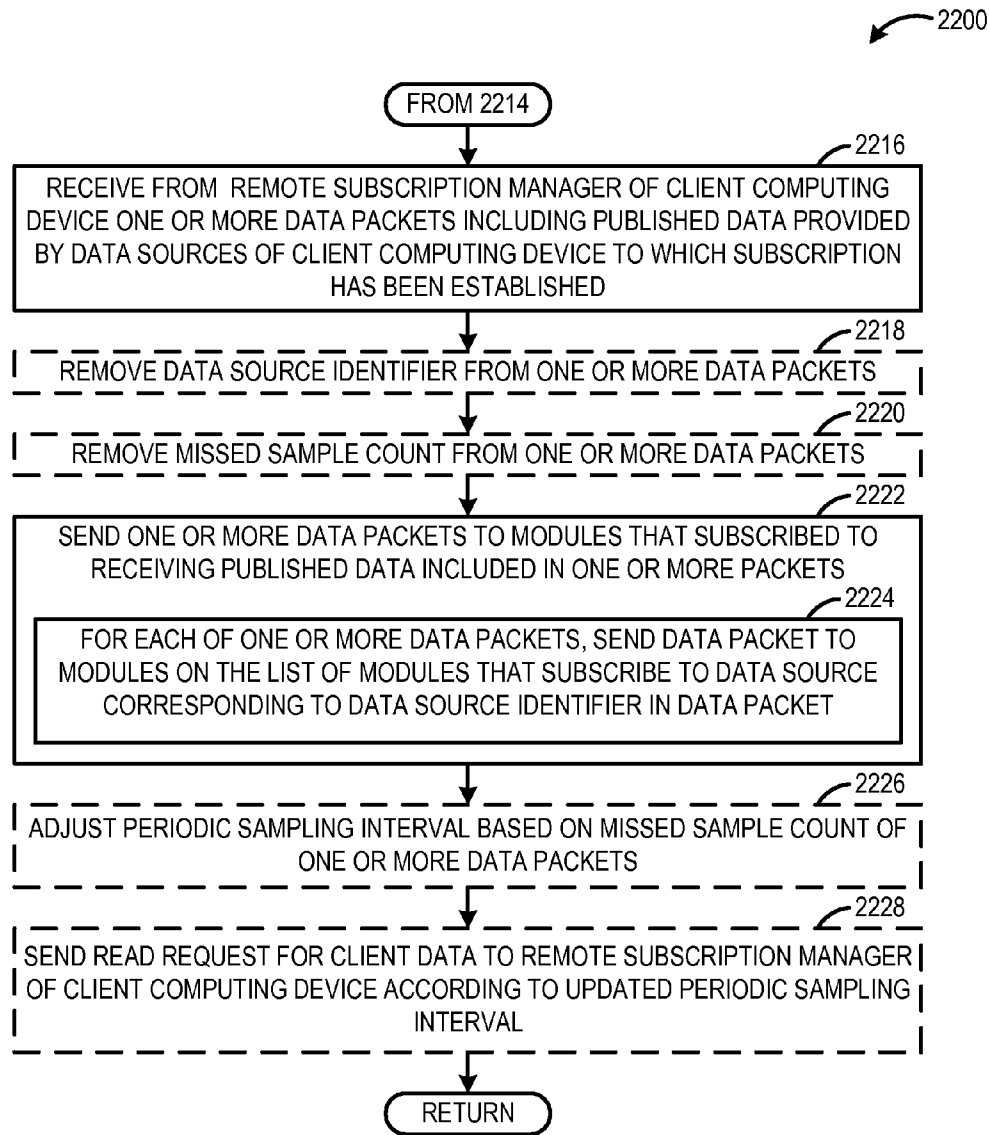 2200
FROM 2214
2216
RECEIVE FROM REMOTE SUBSCRIPTION MANAGER OF CLIENT COMPUTING
DEVICE ONE OR MORE DATA PACKETS INCLUDING PUBLISHED DATA PROVIDED
BY DATA SOURCES OF CLIENT COMPUTING DEVICE TO WHICH SUBSCRIPTION
HAS BEEN ESTABLISHED
2218
REMOVE DATA SOURCE IDENTIFIER FROM ONE OR MORE DATA PACKETS
2220
REMOVE MISSED SAMPLE COUNT FROM ONE OR MORE DATA PACKETS
2222
SEND ONE OR MORE DATA PACKETS TO MODULES THAT SUBSCRIBED TO
RECEIVING PUBLISHED DATA INCLUDED IN ONE OR MORE PACKETS
2224
FOR EACH OF ONE OR MORE DATA PACKETS, SEND DATA PACKET TO
MODULES ON THE LIST OF MODULES THAT SUBSCRIBE TO DATA SOURCE
CORRESPONDING TO DATA SOURCE IDENTIFIER IN DATA PACKET
2226
ADJUST PERIODIC SAMPLING INTERVAL BASED ON MISSED SAMPLE COUNT OF
ONE OR MORE DATA PACKETS
2228
SEND READ REQUEST FOR CLIENT DATA TO REMOTE SUBSCRIPTION MANAGER
OF CLIENT COMPUTING DEVICE ACCORDING TO UPDATED PERIODIC SAMPLING
INTERVAL
RETURN